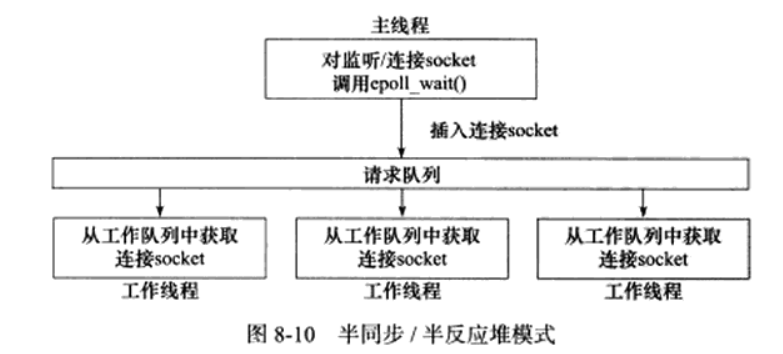 主线程
对监听/连接socket
调用epoll_wait()
插入连接socket
请求队列
从工作队列中获取
连接socket
工作线程
从工作队列中获取
连接socket
工作线程
从工作队列中获取
连接socket
工作线程
图 8-10 半同步 / 半反应堆模式